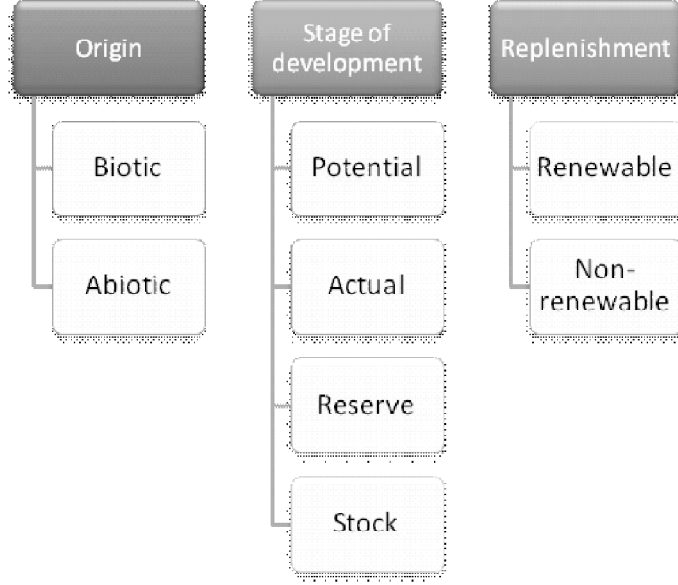 Origin
Biotic
Abiotic
Stage of
development
Potential
Actual
Reserve
Stock
Replenishment
Renewable
Non-
renewable